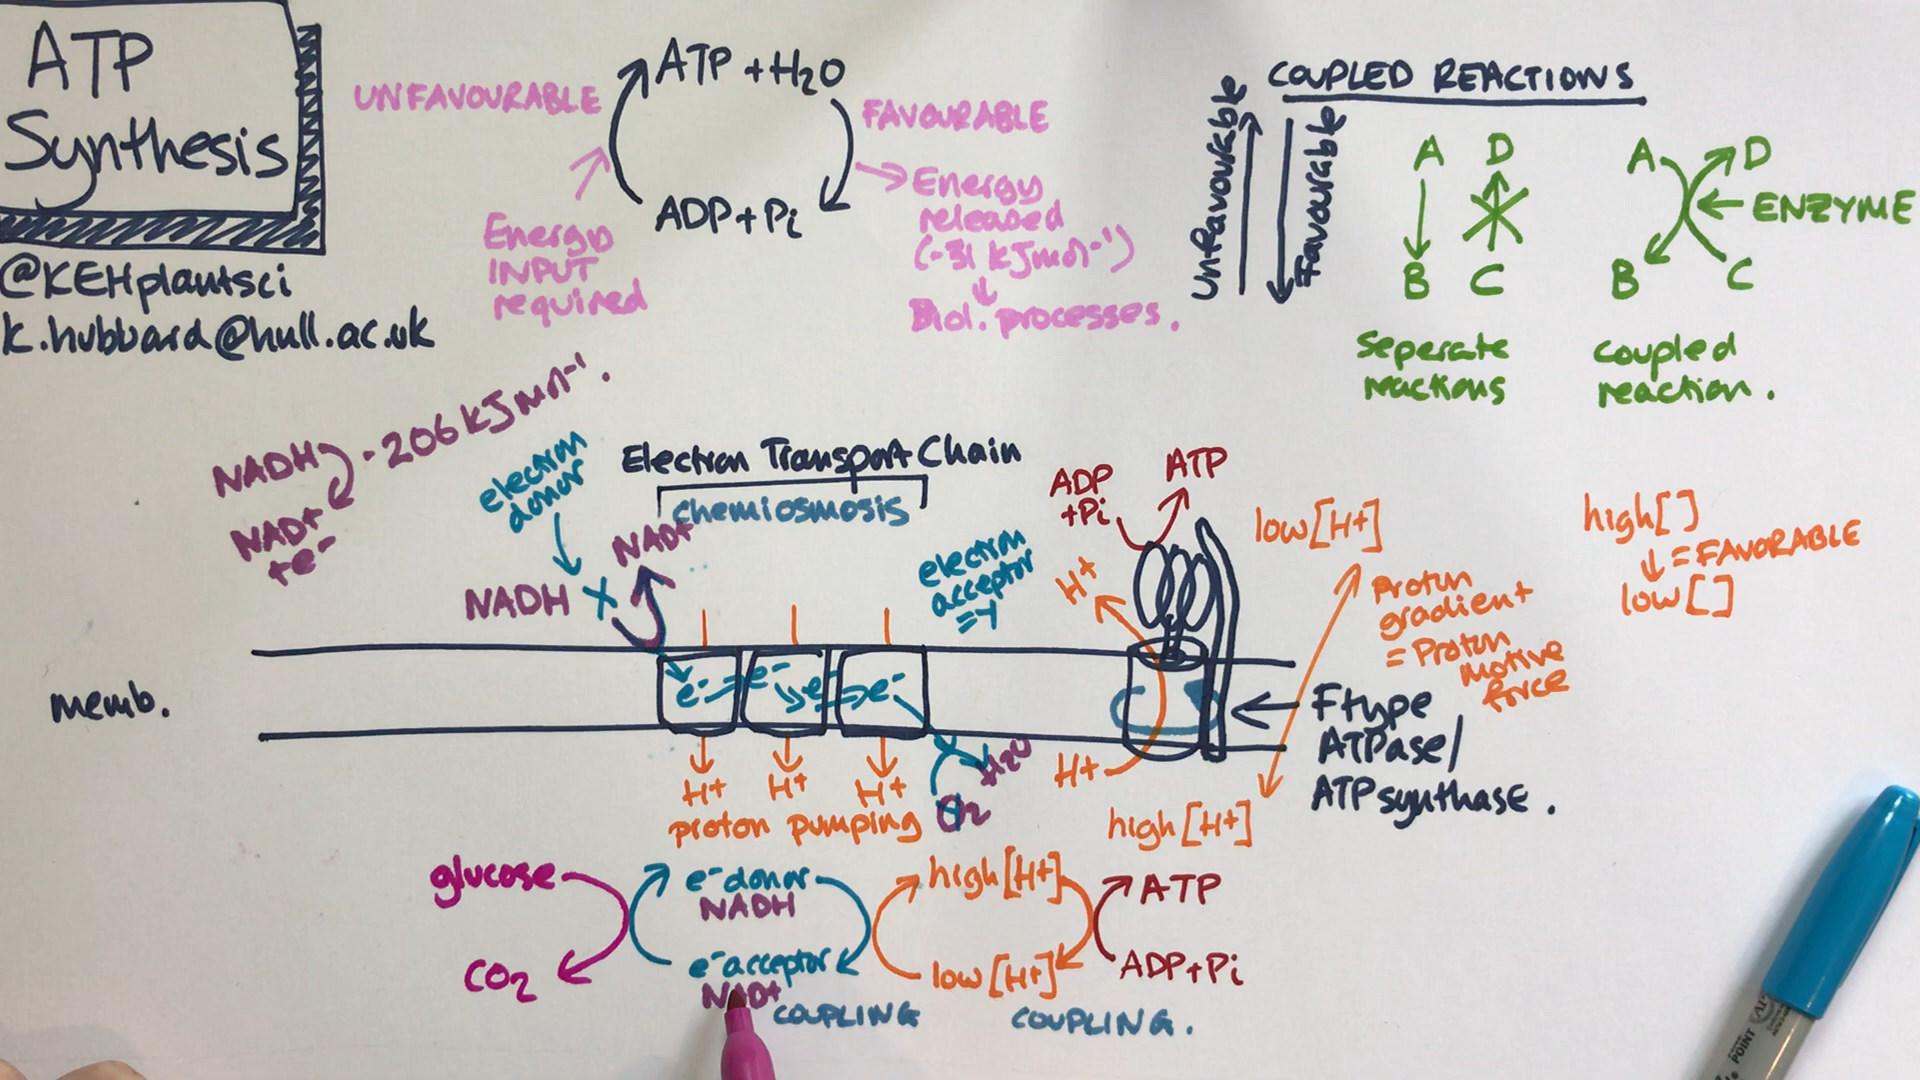 ATP
Synthesis
@KEHplantsci
k.hubbard@hull.ac.uk
UNFAVOURABLE
ATP + H2O
FAVOURABLE
ADP + Pi
Energy
INPUT
required
Energy
released
(-31 kJmol-1)
Biol. processes.
COUPLED REACTIONS
Unfavourable
Favourable
A D
B C
Seperate
reactions
A D
ENZYME
B C
Coupled
reaction.
NADH - 206 kJmol-1.
NAD+
+e-
electron
donor
Electron Transport Chain
chemiosmosis
NADH X
NAD+
electron
acceptor
=Y
memb.
e- e- e- e-
H+ H+ H+
proton pumping
H2O
O2
ADP
+Pi
ATP
H+
H+
low [H+]
high [H+]
Proton
gradient
= Proton
Motive
force
high []
= FAVORABLE
low []
F type
ATPase/
ATP synthase.
glucose
CO2
e- donor
NADH
e- acceptor
NAD+
COUPLING
high [H+]
low [H+]
COUPLING.
ATP
ADP+Pi
POINT